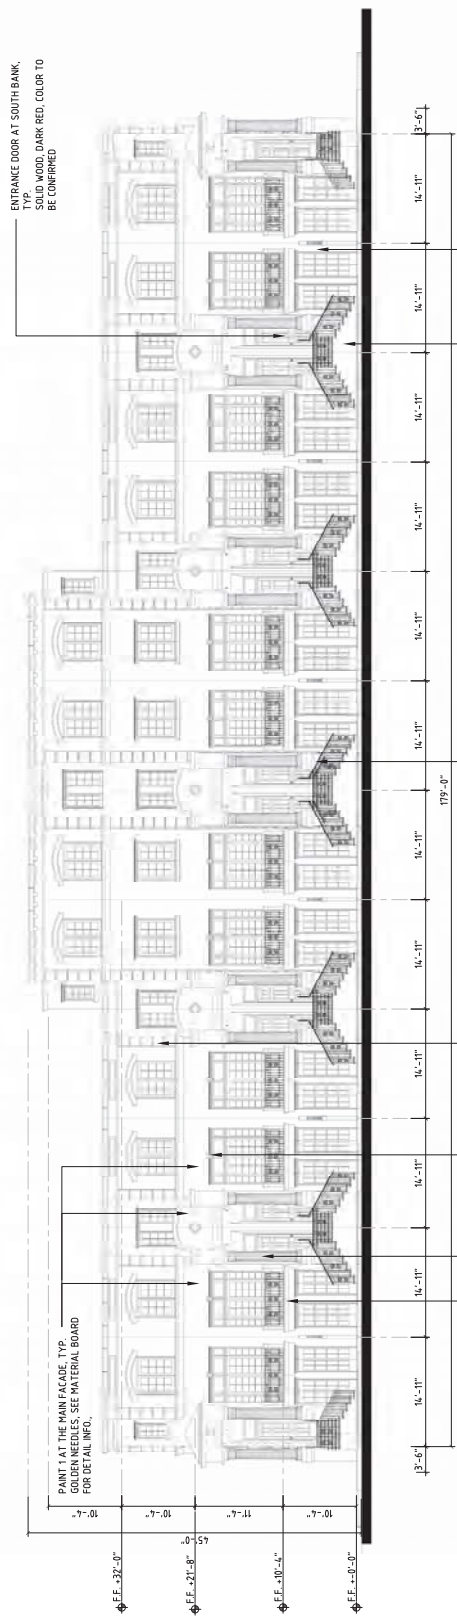 ENTRANCE DOOR AT SOUTH BANK,
TYP.
SOLID WOOD, DARK RED, COLOR TO
BE CONFIRMED
PAINT 1 AT THE MAIN FACADE, TYP.
GOLDEN NEEDLES, SEE MATERIAL BOARD
FOR DETAIL INFO.,
F.F. +32'-0"
F.F. +21'-8"
F.F. +10'-4"
F.F. +-0'-0"
45'-0"
10'-4"
10'-4"
11'-4"
10'-4"
3'-6"
14'-11"
14'-11"
14'-11"
14'-11"
14'-11"
14'-11"
14'-11"
14'-11"
14'-11"
14'-11"
14'-11"
14'-11"
3'-6"
179'-0"